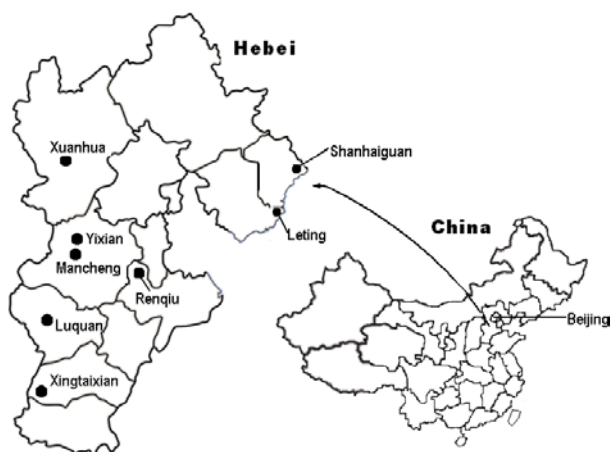 Hebei
Xuanhua
Shanhaiguan
Leting
Yixian
Mancheng
Renqiu
Luquan
Xingtaixian
China
Beijing